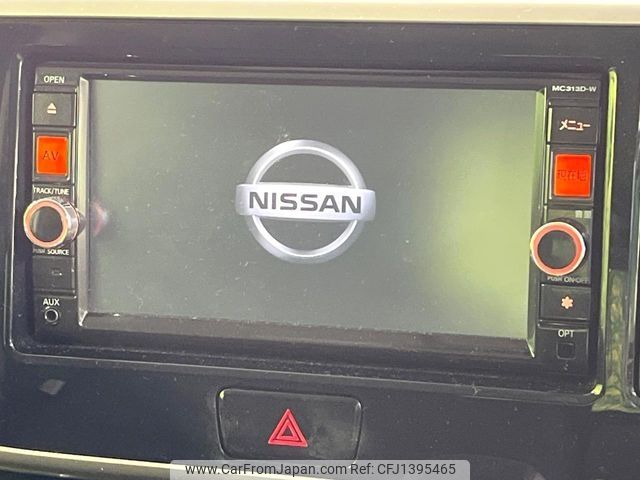 OPEN
MC313D-W
メニュー
AV
現在地
TRACK/TUNE
NISSAN
PUSH SOURCE
PUSH ON-OFF
AUX
OPT
www.CarFromJapan.com - CFJ1395465